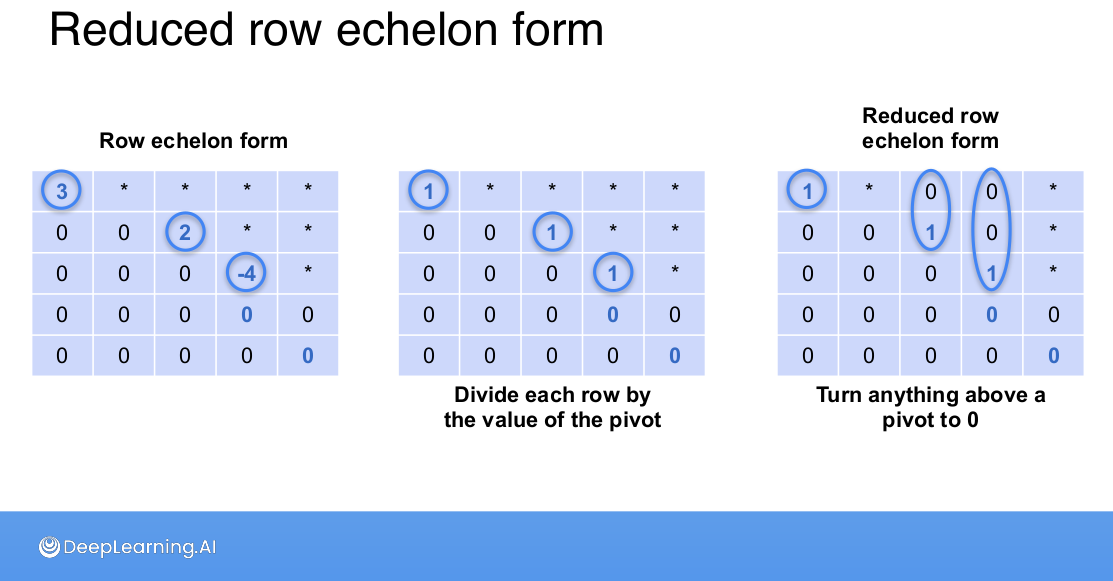 Reduced row echelon form
Row echelon form
3 * * * *
0 0 2 * *
0 0 0 -4 *
0 0 0 0 0
0 0 0 0 0
1 * * * *
0 0 1 * *
0 0 0 1 *
0 0 0 0 0
0 0 0 0 0
Divide each row by
the value of the pivot
Reduced row
echelon form
1 * 0 0 *
0 0 1 0 *
0 0 0 1 *
0 0 0 0 0
0 0 0 0 0
Turn anything above a
pivot to 0
DeepLearning.AI